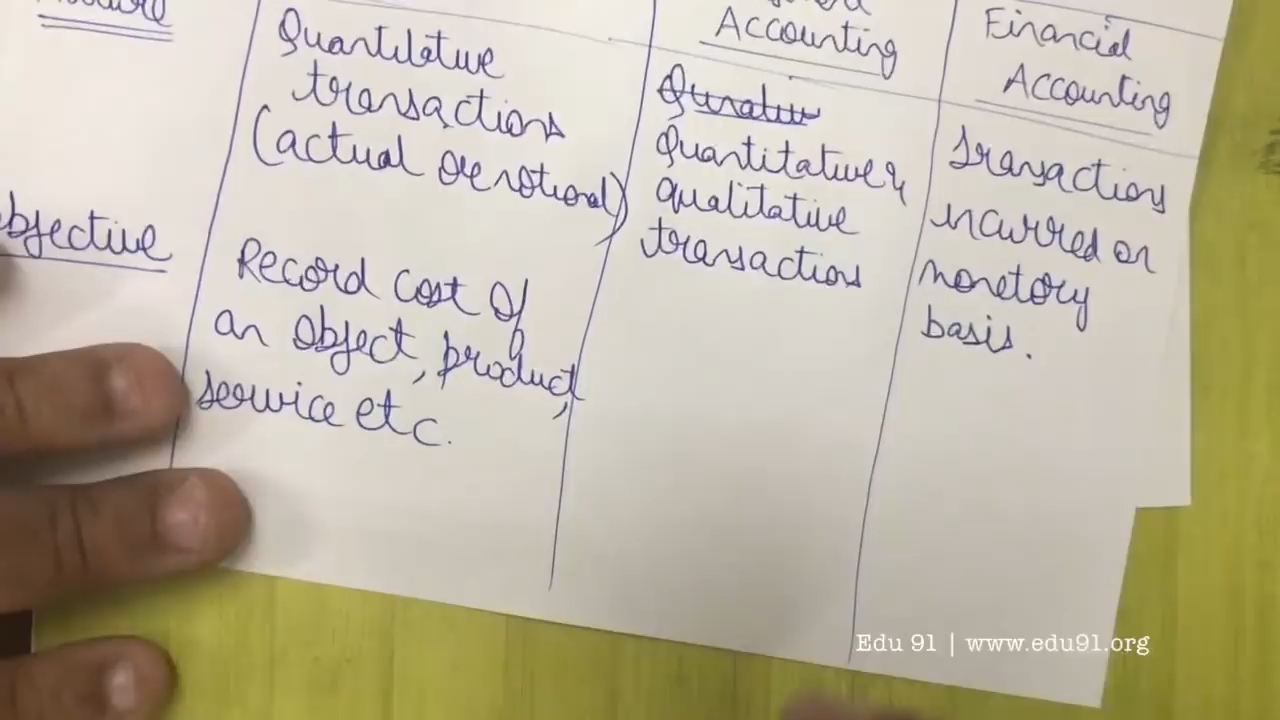 Accounting
Financial
Accounting
Quantitative
transactions
(actual or notional)
Quantitative &
qualitative
transactions
Transactions
incurred on
monetory
basis.
Objective
Record cost of
an object, product,
service etc.
Edu 91 | www.edu91.org